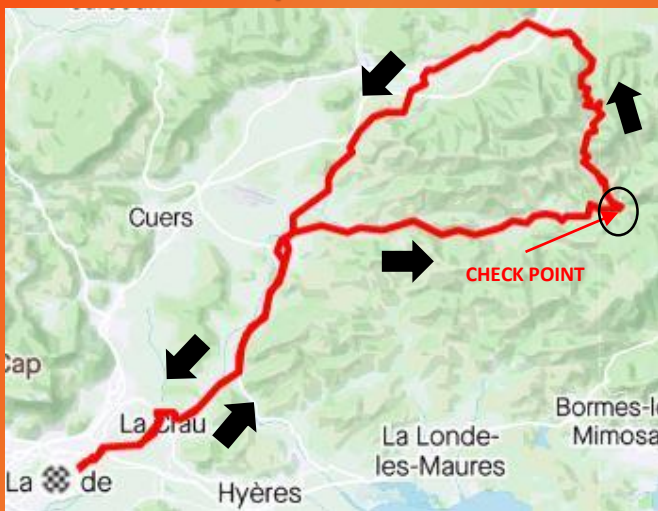 Cuers
CHECK POINT
Cap
La Crau
Bormes-le
Mimosa
La Londe-
les-Maures
La de
Hyères